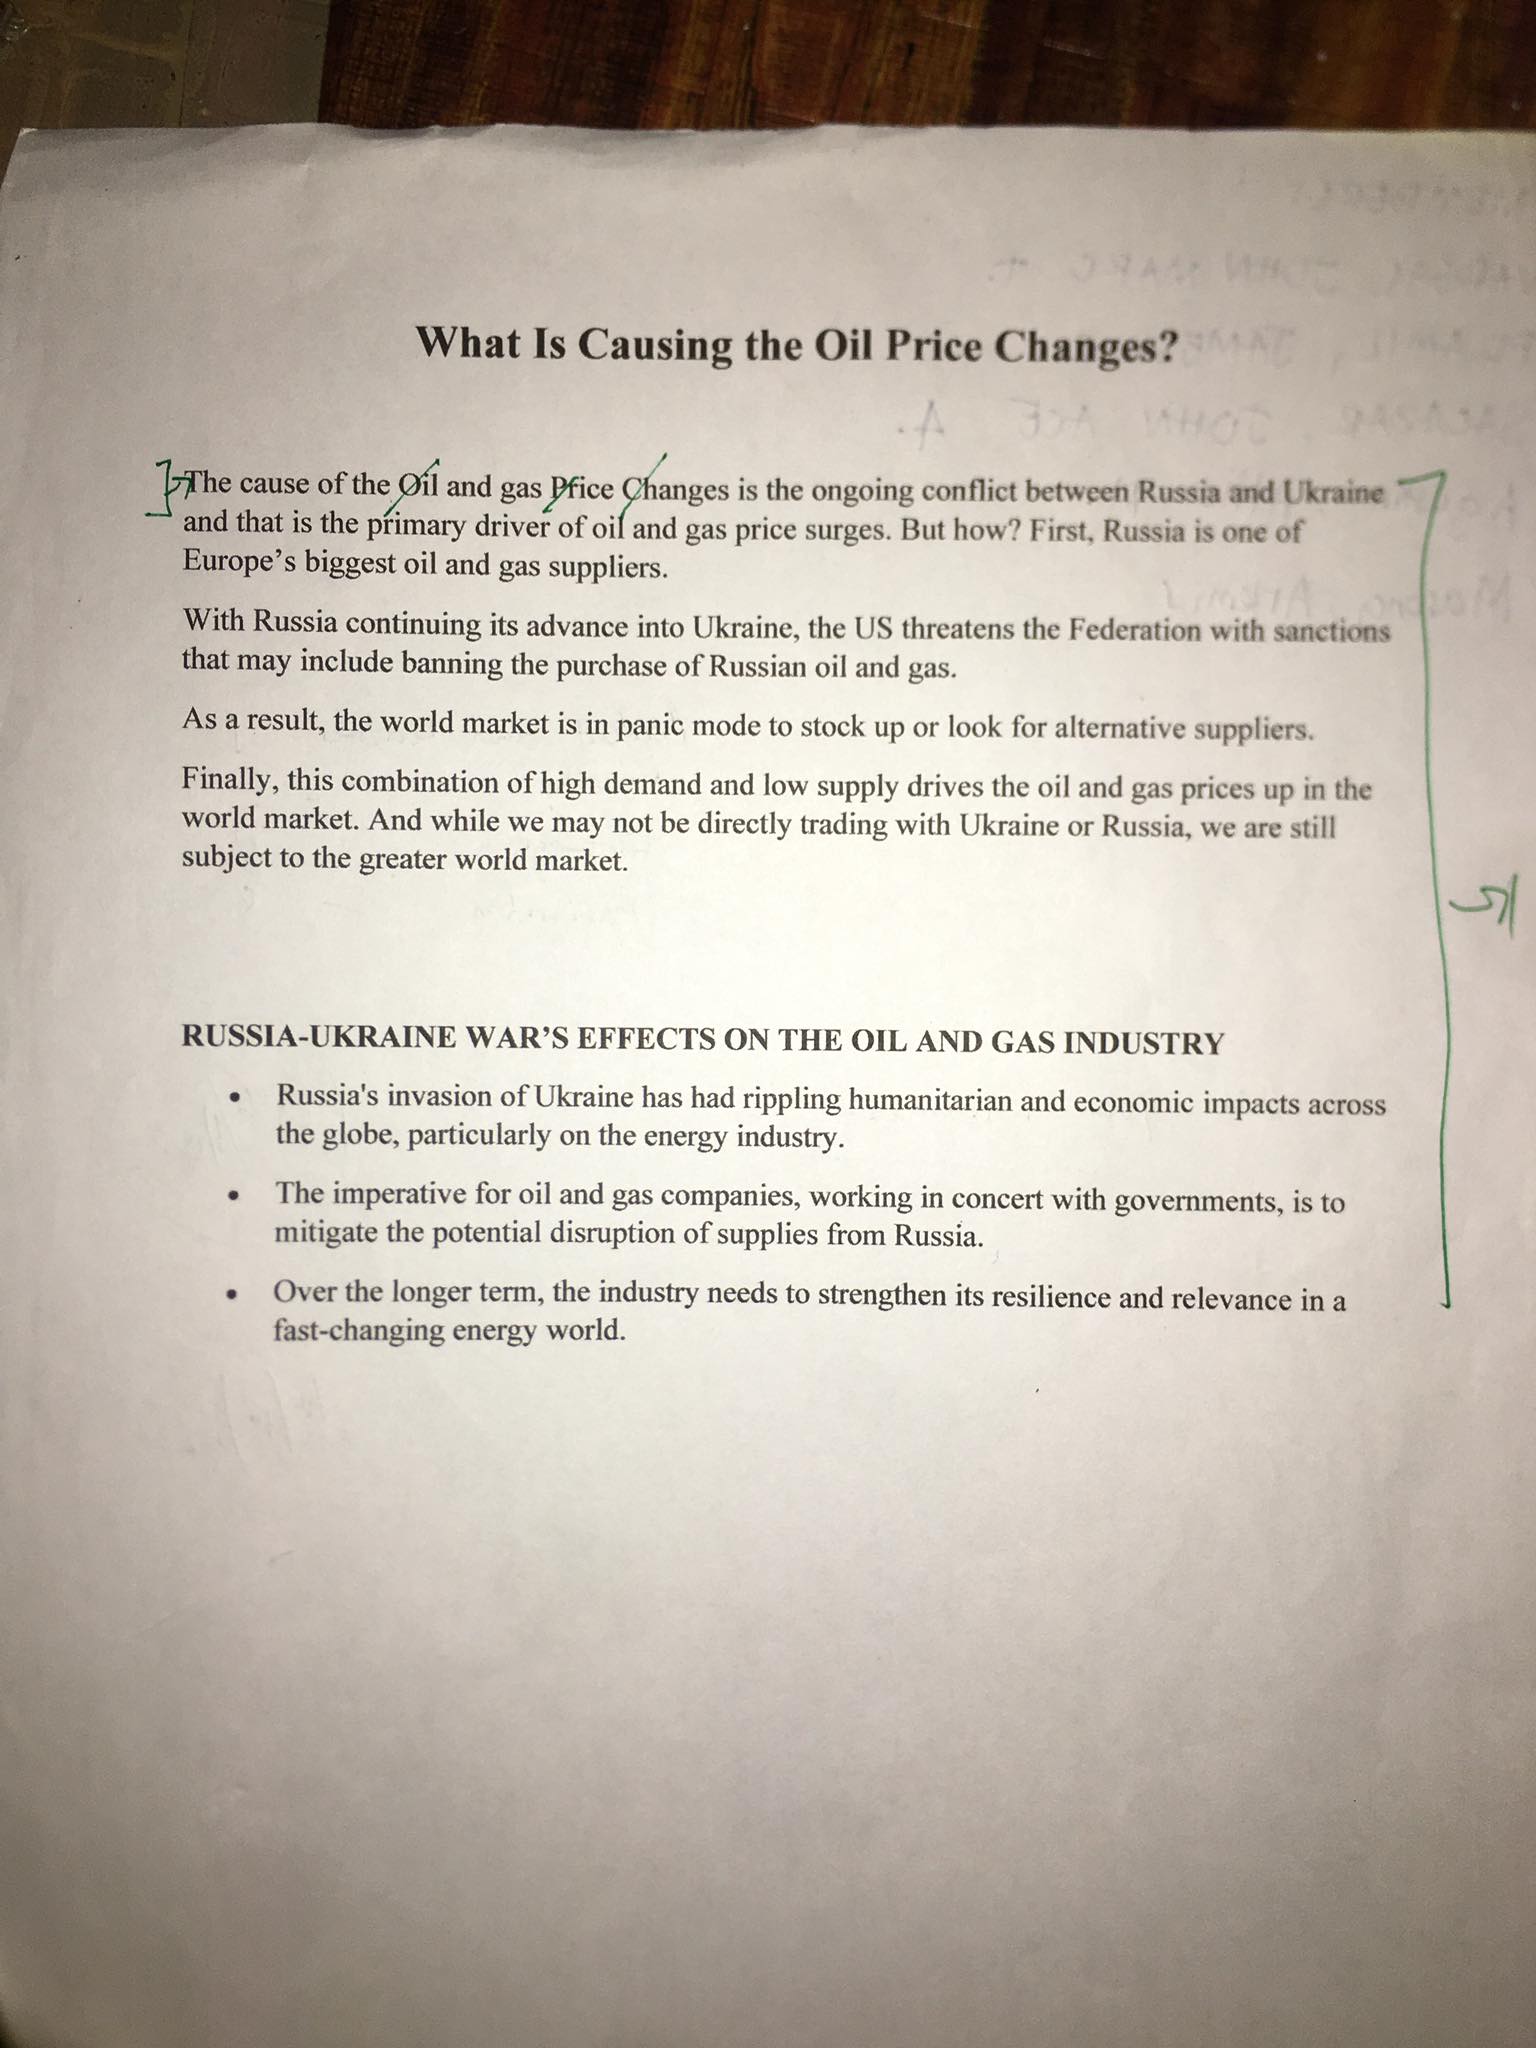 What Is Causing the Oil Price Changes?
The cause of the Oil and gas Price Changes is the ongoing conflict between Russia and Ukraine
and that is the primary driver of oil and gas price surges. But how? First, Russia is one of
Europe’s biggest oil and gas suppliers.
With Russia continuing its advance into Ukraine, the US threatens the Federation with sanctions
that may include banning the purchase of Russian oil and gas.
As a result, the world market is in panic mode to stock up or look for alternative suppliers.
Finally, this combination of high demand and low supply drives the oil and gas prices up in the
world market. And while we may not be directly trading with Ukraine or Russia, we are still
subject to the greater world market.
RUSSIA-UKRAINE WAR’S EFFECTS ON THE OIL AND GAS INDUSTRY
• Russia's invasion of Ukraine has had rippling humanitarian and economic impacts across
the globe, particularly on the energy industry.
• The imperative for oil and gas companies, working in concert with governments, is to
mitigate the potential disruption of supplies from Russia.
• Over the longer term, the industry needs to strengthen its resilience and relevance in a
fast-changing energy world.